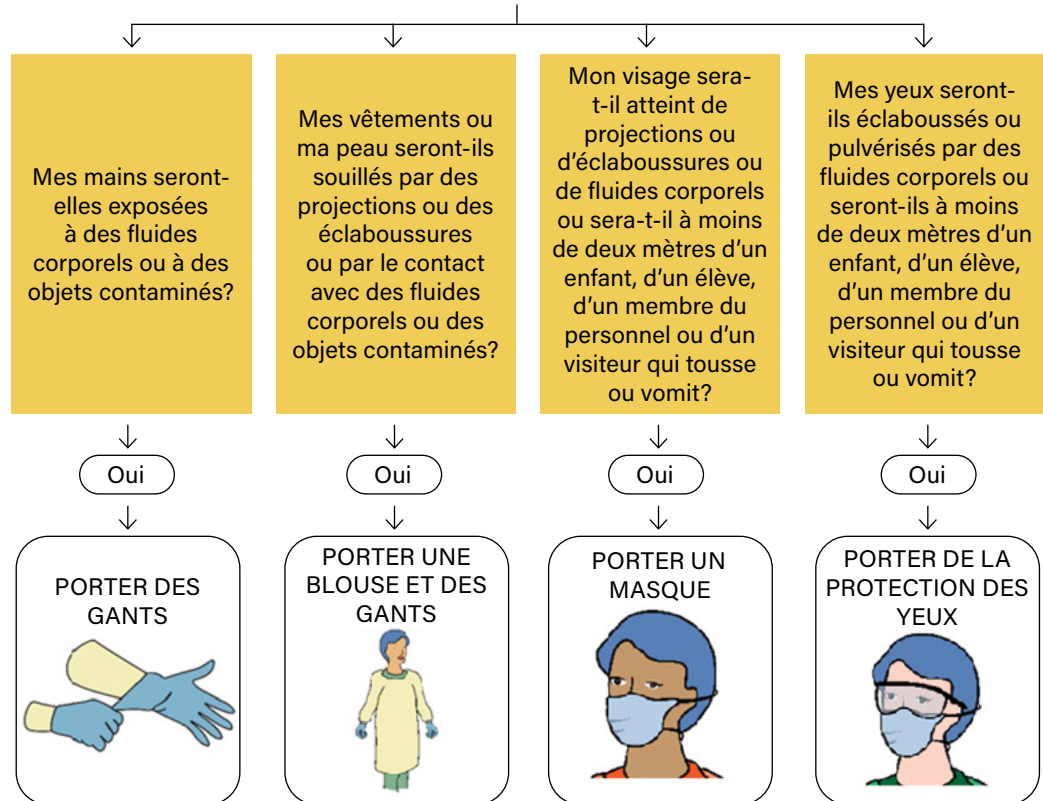 Mes mains seront-
elles exposées
à des fluides
corporels ou à des
objets contaminés?
Mes vêtements ou
ma peau seront-ils
souillés par des
projections ou des
éclaboussures
ou par le contact
avec des fluides
corporels ou des
objets contaminés?
Mon visage sera-
t-il atteint de
projections ou
d’éclaboussures ou
de fluides corporels
ou sera-t-il à moins
de deux mètres d’un
enfant, d’un élève,
d’un membre du
personnel ou d’un
visiteur qui tousse
ou vomit?
Mes yeux seront-
ils éclaboussés ou
pulvérisés par des
fluides corporels ou
seront-ils à moins
de deux mètres d’un
enfant, d’un élève,
d’un membre du
personnel ou d’un
visiteur qui tousse
ou vomit?
Oui
Oui
Oui
Oui
PORTER DES
GANTS
PORTER UNE
BLOUSE ET DES
GANTS
PORTER UN
MASQUE
PORTER DE LA
PROTECTION DES
YEUX